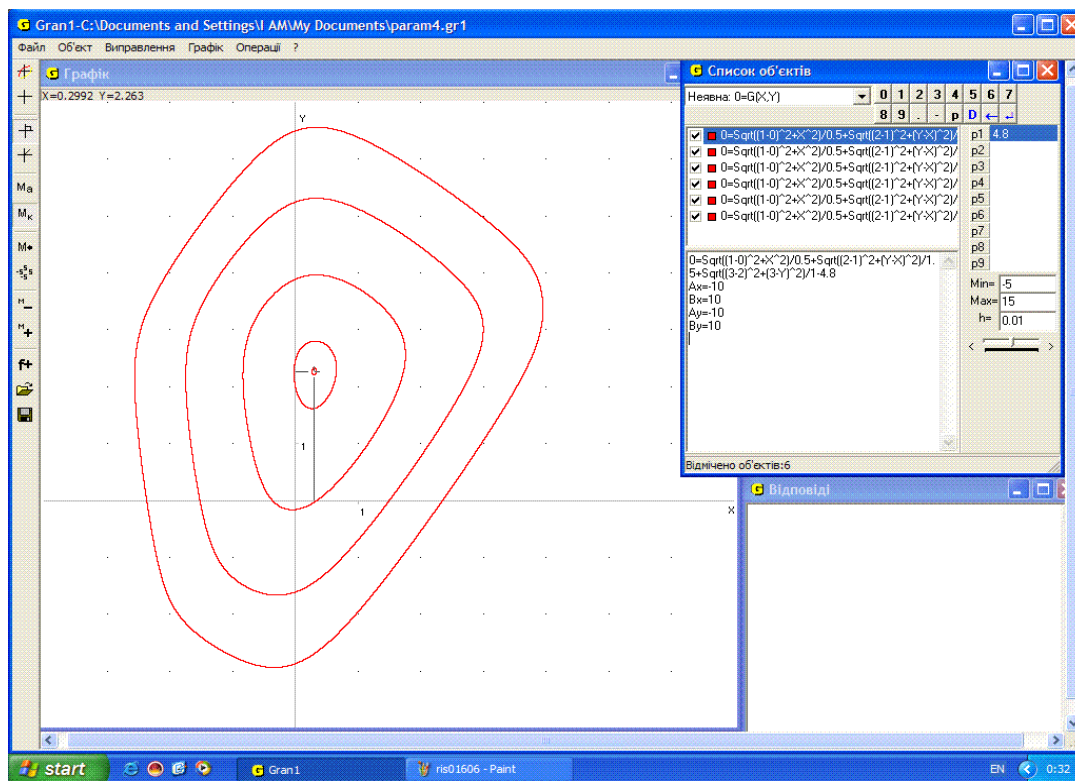 Gran1-C:\Documents and Settings\I AM\My Documents\param4.gr1
Файл Об'єкт Виправлення Графік Операції ?
Графік
X=0.2992 Y=2.263
Y
1
1
X
Ma
Mк
M
M
M
f+
Список об'єктів
Неявна: 0=G(X,Y)
0 1 2 3 4 5 6 7
8 9 . - p D ← ↵
0=Sqrt((1-0)^2+X^2)/0.5+Sqrt((2-1)^2+(Y-X)^2)/
0=Sqrt((1-0)^2+X^2)/0.5+Sqrt((2-1)^2+(Y-X)^2)/
0=Sqrt((1-0)^2+X^2)/0.5+Sqrt((2-1)^2+(Y-X)^2)/
0=Sqrt((1-0)^2+X^2)/0.5+Sqrt((2-1)^2+(Y-X)^2)/
0=Sqrt((1-0)^2+X^2)/0.5+Sqrt((2-1)^2+(Y-X)^2)/
0=Sqrt((1-0)^2+X^2)/0.5+Sqrt((2-1)^2+(Y-X)^2)/
p1 4.8
p2
p3
p4
p5
p6
p7
p8
p9
Min= -5
Max= 15
h= 0.01
< >
0=Sqrt((1-0)^2+X^2)/0.5+Sqrt((2-1)^2+(Y-X)^2)/1.
5+Sqrt((3-2)^2+(3-Y)^2)/1-4.8
Ax=-10
Bx=10
Ay=-10
By=10
Відмічено об'єктів:6
Відповіді
start
Gran1
ris01606 - Paint
EN
0:32